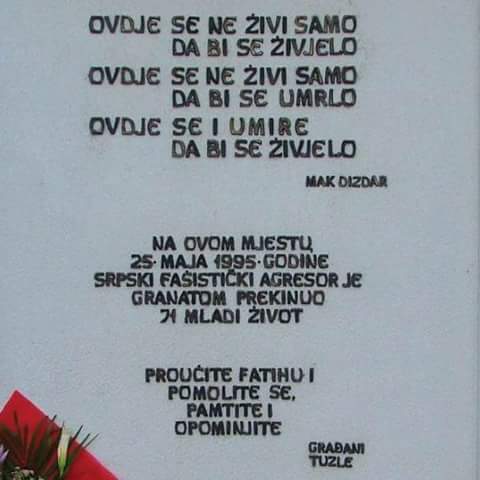 OVDJE SE NE ŽIVI SAMO
DA BI SE ŽIVJELO
OVDJE SE NE ŽIVI SAMO
DA BI SE UMRLO
OVDJE SE I UMIRE
DA BI SE ŽIVJELO
MAK DIZDAR
NA OVOM MJESTU,
25. MAJA 1995. GODINE
SRPSKI FAŠISTIČKI AGRESOR JE
GRANATOM PREKINUO
71 MLADI ŽIVOT
PROUČITE FATIHU I
POMOLITE SE,
PAMTITE I
OPOMINJITE
GRAĐANI
TUZLE